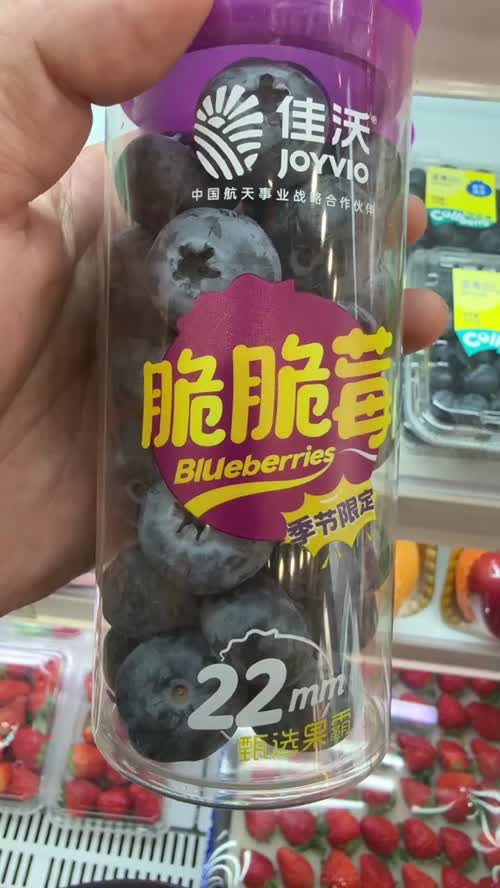 佳沃®
JOYVIO
中国航天事业战略合作伙伴
脆脆莓
Blueberries
季节限定
22mm
甄选果霸